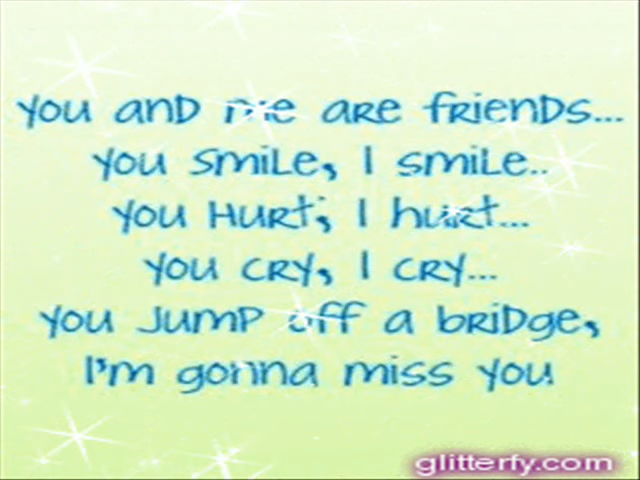 You and me are friends...
You smile, I smile..
You Hurt, I hurt...
You cry, I cry...
You jump off a bridge,
I'm gonna miss you
glitterfy.com